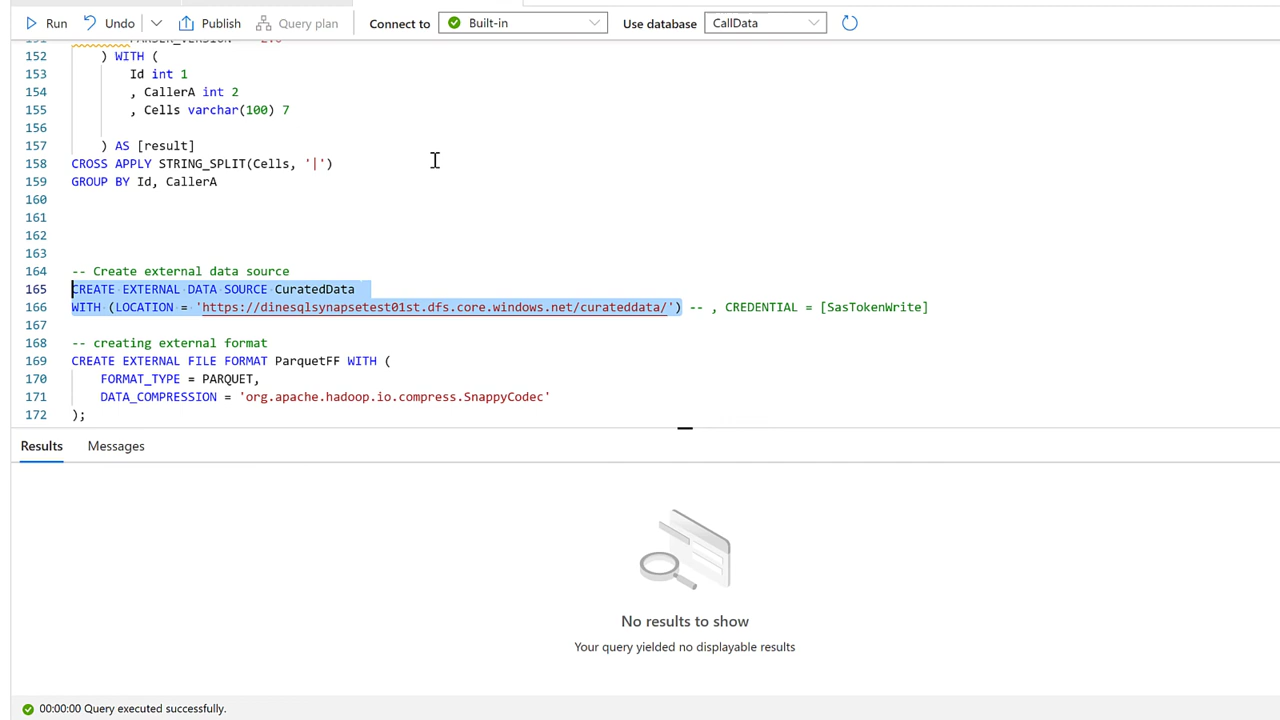 Run Undo Publish Query plan Connect to Built-in Use database CallData
151 PARSER_VERSION
152 ) WITH (
153 Id int 1
154 , CallerA int 2
155 , Cells varchar(100) 7
156
157 ) AS [result]
158 CROSS APPLY STRING_SPLIT(Cells, '|')
159 GROUP BY Id, CallerA
160
161
162
163
164 -- Create external data source
165 CREATE EXTERNAL DATA SOURCE CuratedData
166 WITH (LOCATION = 'https://dinesqlsynapsetest01st.dfs.core.windows.net/curateddata/') -- , CREDENTIAL = [SasTokenWrite]
167
168 -- creating external format
169 CREATE EXTERNAL FILE FORMAT ParquetFF WITH (
170 FORMAT_TYPE = PARQUET,
171 DATA_COMPRESSION = 'org.apache.hadoop.io.compress.SnappyCodec'
172 );
Results Messages
No results to show
Your query yielded no displayable results
00:00:00 Query executed successfully.